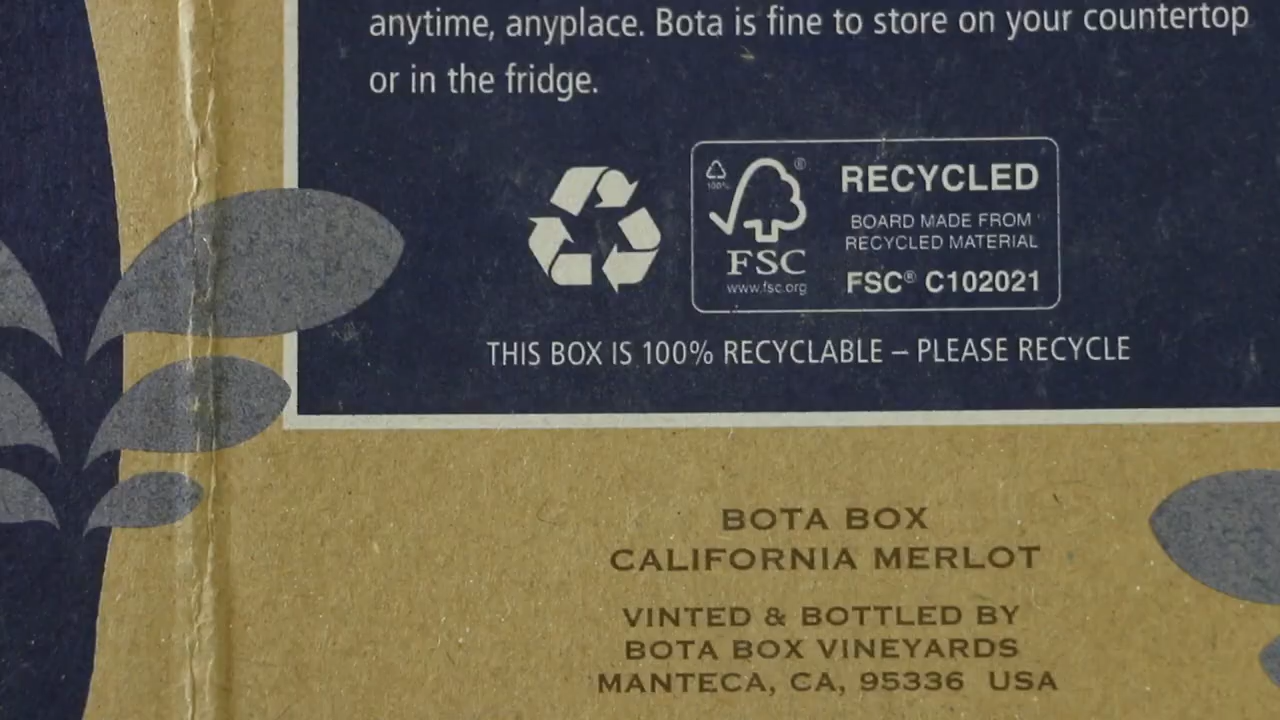 anytime, anyplace. Bota is fine to store on your countertop
or in the fridge.
100%
®
FSC
www.fsc.org
RECYCLED
BOARD MADE FROM
RECYCLED MATERIAL
FSC® C102021
THIS BOX IS 100% RECYCLABLE – PLEASE RECYCLE
BOTA BOX
CALIFORNIA MERLOT
VINTED & BOTTLED BY
BOTA BOX VINEYARDS
MANTECA, CA, 95336 USA